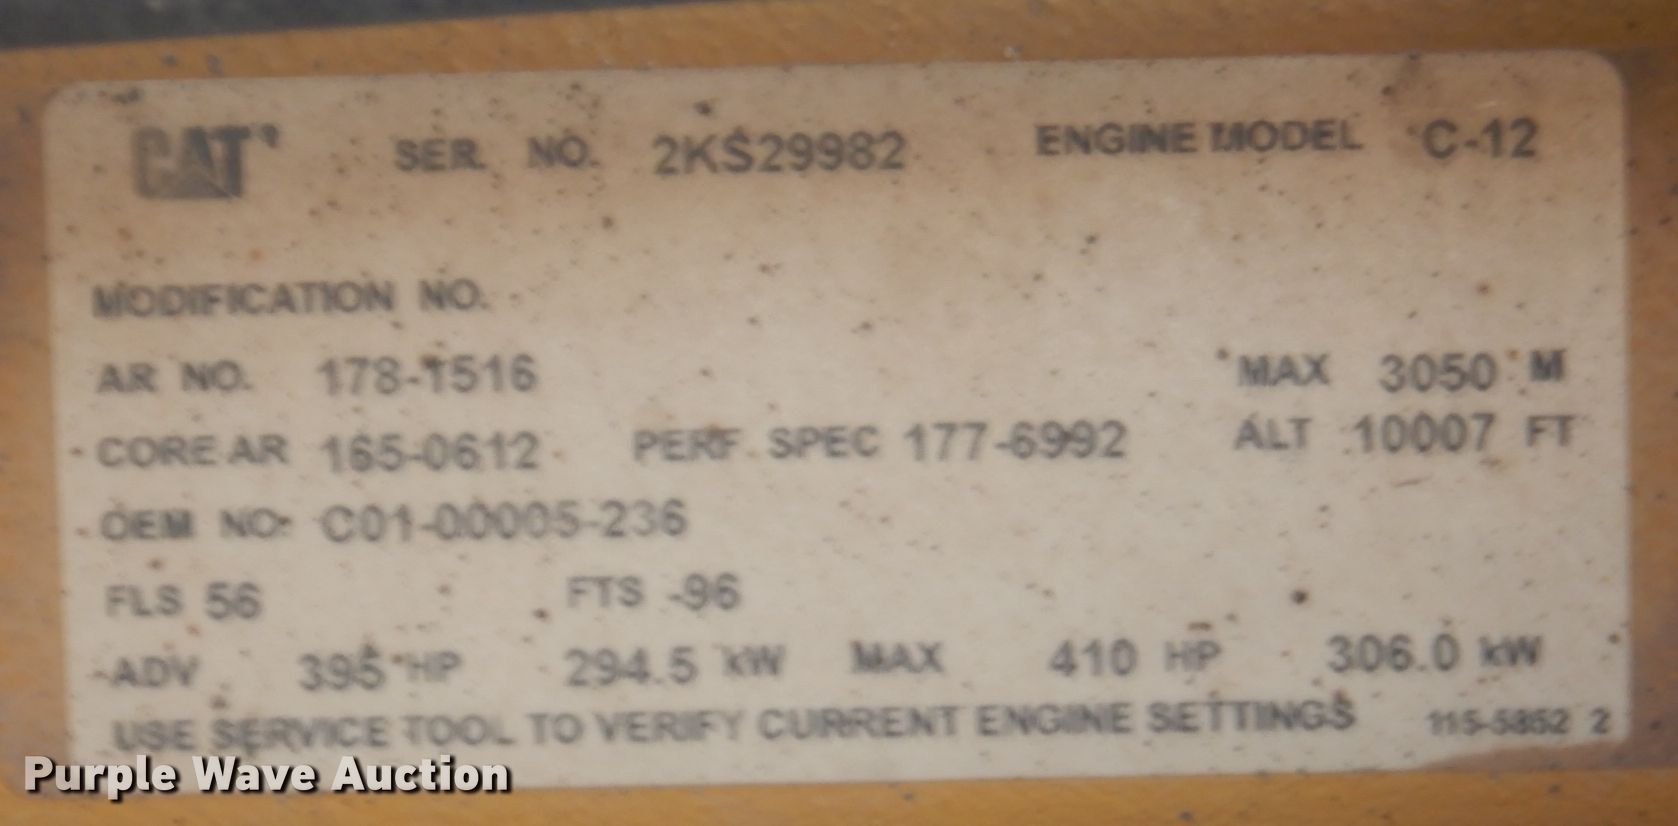 CAT SER. NO. 2KS29982 ENGINE MODEL C-12
MODIFICATION NO.
AR NO. 178-1516 MAX 3050 M
CORE AR 165-0612 PERF. SPEC 177-6992 ALT 10007 FT
OEM NO. C01-00005-236
FLS 56 FTS -96
ADV 395 HP 294.5 kW MAX 410 HP 306.0 kW
USE SERVICE TOOL TO VERIFY CURRENT ENGINE SETTINGS 115-5852 2
Purple Wave Auction